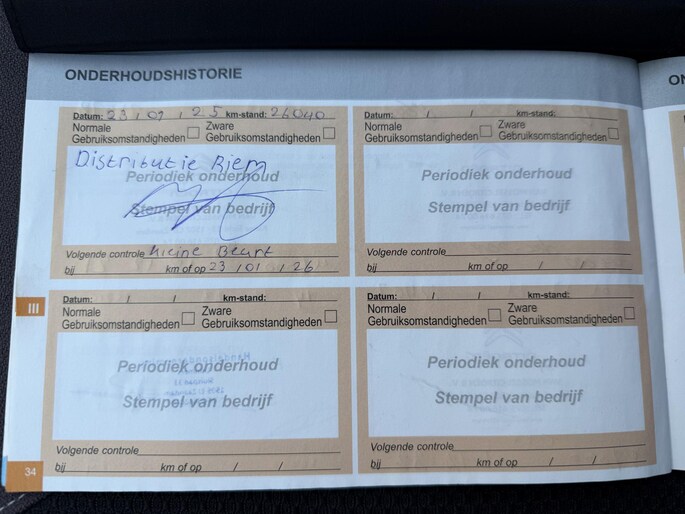 ONDERHOUDSHISTORIE
ON
Datum: 23 / 01 / 25 km-stand: 26040
Normale Gebruiksomstandigheden Zware Gebruiksomstandigheden
Distributie Riem
Periodiek onderhoud
Stempel van bedrijf
Volgende controle kleine Beurt
bij km of op 23 / 01 / 26
Datum: / / km-stand:
Normale Gebruiksomstandigheden Zware Gebruiksomstandigheden
Periodiek onderhoud
Stempel van bedrijf
Volgende controle
bij km of op / /
III
Datum: / / km-stand:
Normale Gebruiksomstandigheden Zware Gebruiksomstandigheden
Periodiek onderhoud
Stempel van bedrijf
Volgende controle
bij km of op / /
Datum: / / km-stand:
Normale Gebruiksomstandigheden Zware Gebruiksomstandigheden
Periodiek onderhoud
Stempel van bedrijf
Volgende controle
bij km of op / /
34